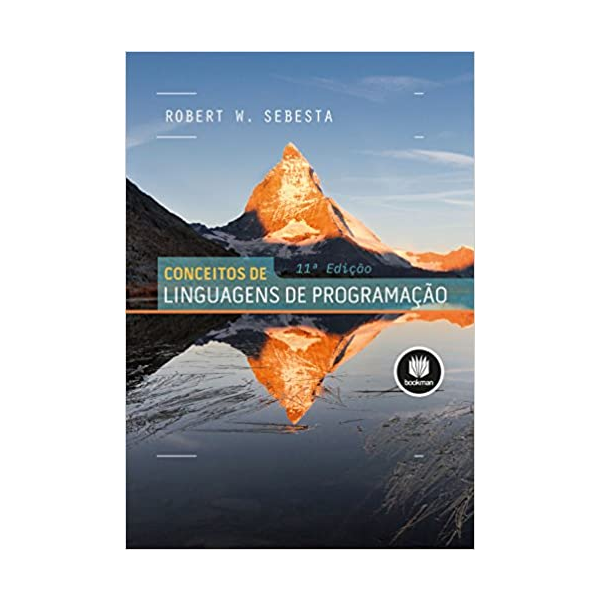 ROBERT W. SEBESTA
11ª Edição
CONCEITOS DE
LINGUAGENS DE PROGRAMAÇÃO
bookman